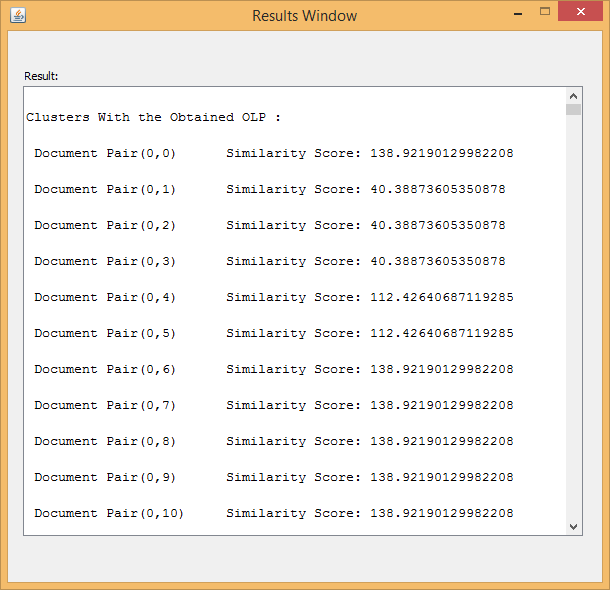 Results Window
Result:
Clusters With the Obtained OLP :
Document Pair(0,0) Similarity Score: 138.92190129982208
Document Pair(0,1) Similarity Score: 40.38873605350878
Document Pair(0,2) Similarity Score: 40.38873605350878
Document Pair(0,3) Similarity Score: 40.38873605350878
Document Pair(0,4) Similarity Score: 112.42640687119285
Document Pair(0,5) Similarity Score: 112.42640687119285
Document Pair(0,6) Similarity Score: 138.92190129982208
Document Pair(0,7) Similarity Score: 138.92190129982208
Document Pair(0,8) Similarity Score: 138.92190129982208
Document Pair(0,9) Similarity Score: 138.92190129982208
Document Pair(0,10) Similarity Score: 138.92190129982208